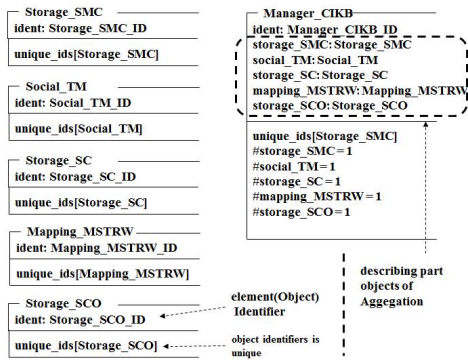 Storage_SMC
ident: Storage_SMC_ID
unique_ids[Storage_SMC]
Social_TM
ident: Social_TM_ID
unique_ids[Social_TM]
Storage_SC
ident: Storage_SC_ID
unique_ids[Storage_SC]
Mapping_MSTRW
ident: Mapping_MSTRW_ID
unique_ids[Mapping_MSTRW]
Storage_SCO
ident: Storage_SCO_ID
unique_ids[Storage_SCO]
Manager_CIKB
ident: Manager_CIKB_ID
storage_SMC: Storage_SMC
social_TM: Social_TM
storage_SC: Storage_SC
mapping_MSTRW: Mapping_MSTRW
storage_SCO: Storage_SCO
unique_ids[Storage_SMC]
#storage_SMC=1
#social_TM=1
#storage_SC=1
#mapping_MSTRW=1
#storage_SCO=1
element(Object)
Identifier
object identifiers is
unique
describing part
objects of
Aggegation